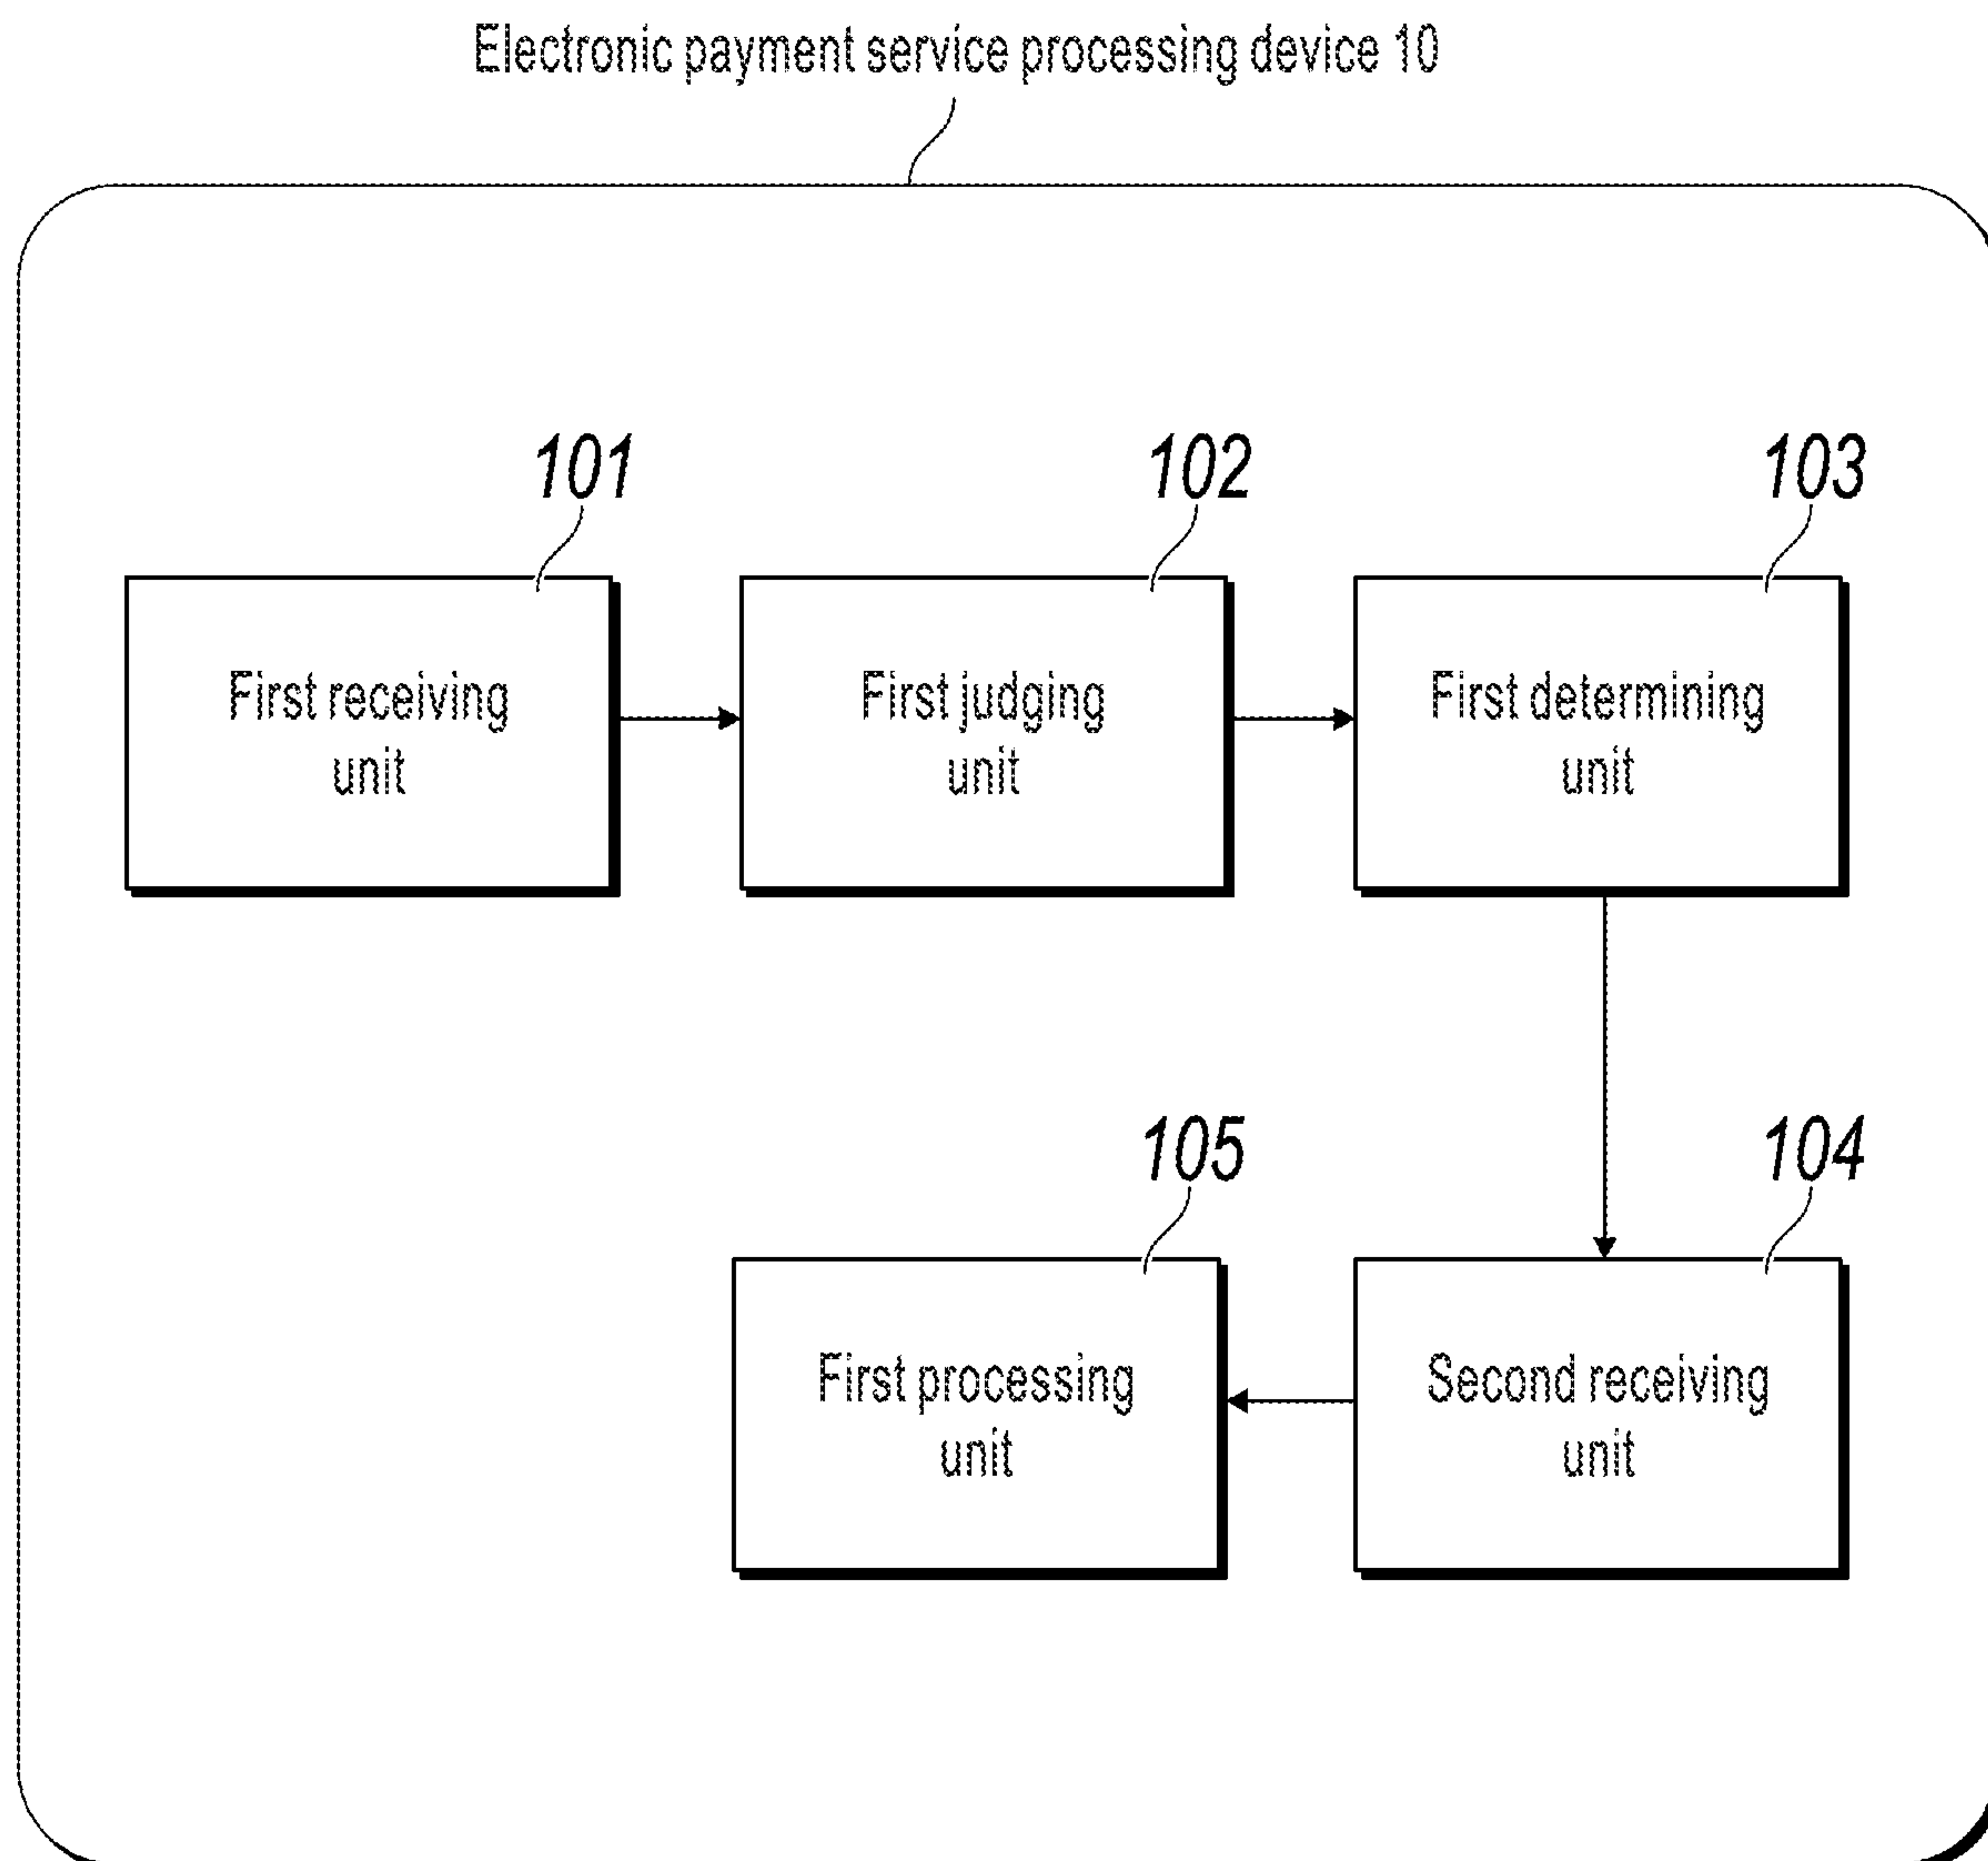 Electronic payment service processing device 10
101
102
103
First receiving
unit
First judging
unit
First determining
unit
105
104
First processing
unit
Second receiving
unit